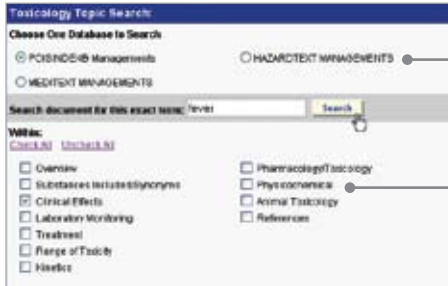 Toxicology Topic Search:
Choose One Database to Search
POISINDEX® Managements
HAZARDTEXT MANAGEMENTS
MEDITEXT MANAGEMENTS
Search document for this exact term: fever Search
Within:
Check All Uncheck All
Overview
Substances Included/Synonyms
Clinical Effects
Laboratory Monitoring
Treatment
Range of Toxicity
Kinetics
Pharmacology/Toxicology
Physicochemical
Animal Toxicology
References